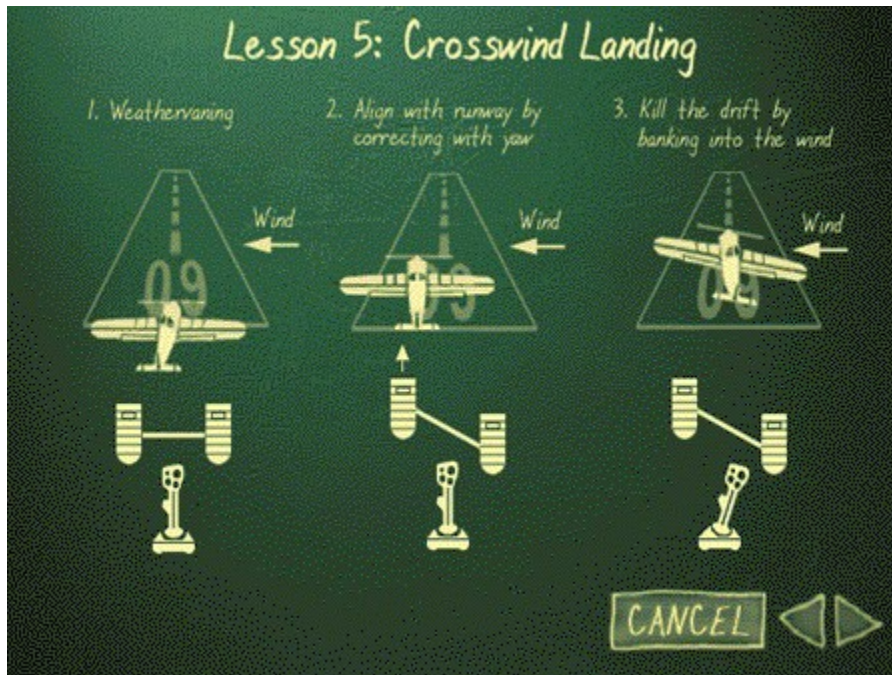 Lesson 5: Crosswind Landing
1. Weathervaning
2. Align with runway by
correcting with yaw
3. Kill the drift by
banking into the wind
Wind
Wind
Wind
09
09
09
CANCEL